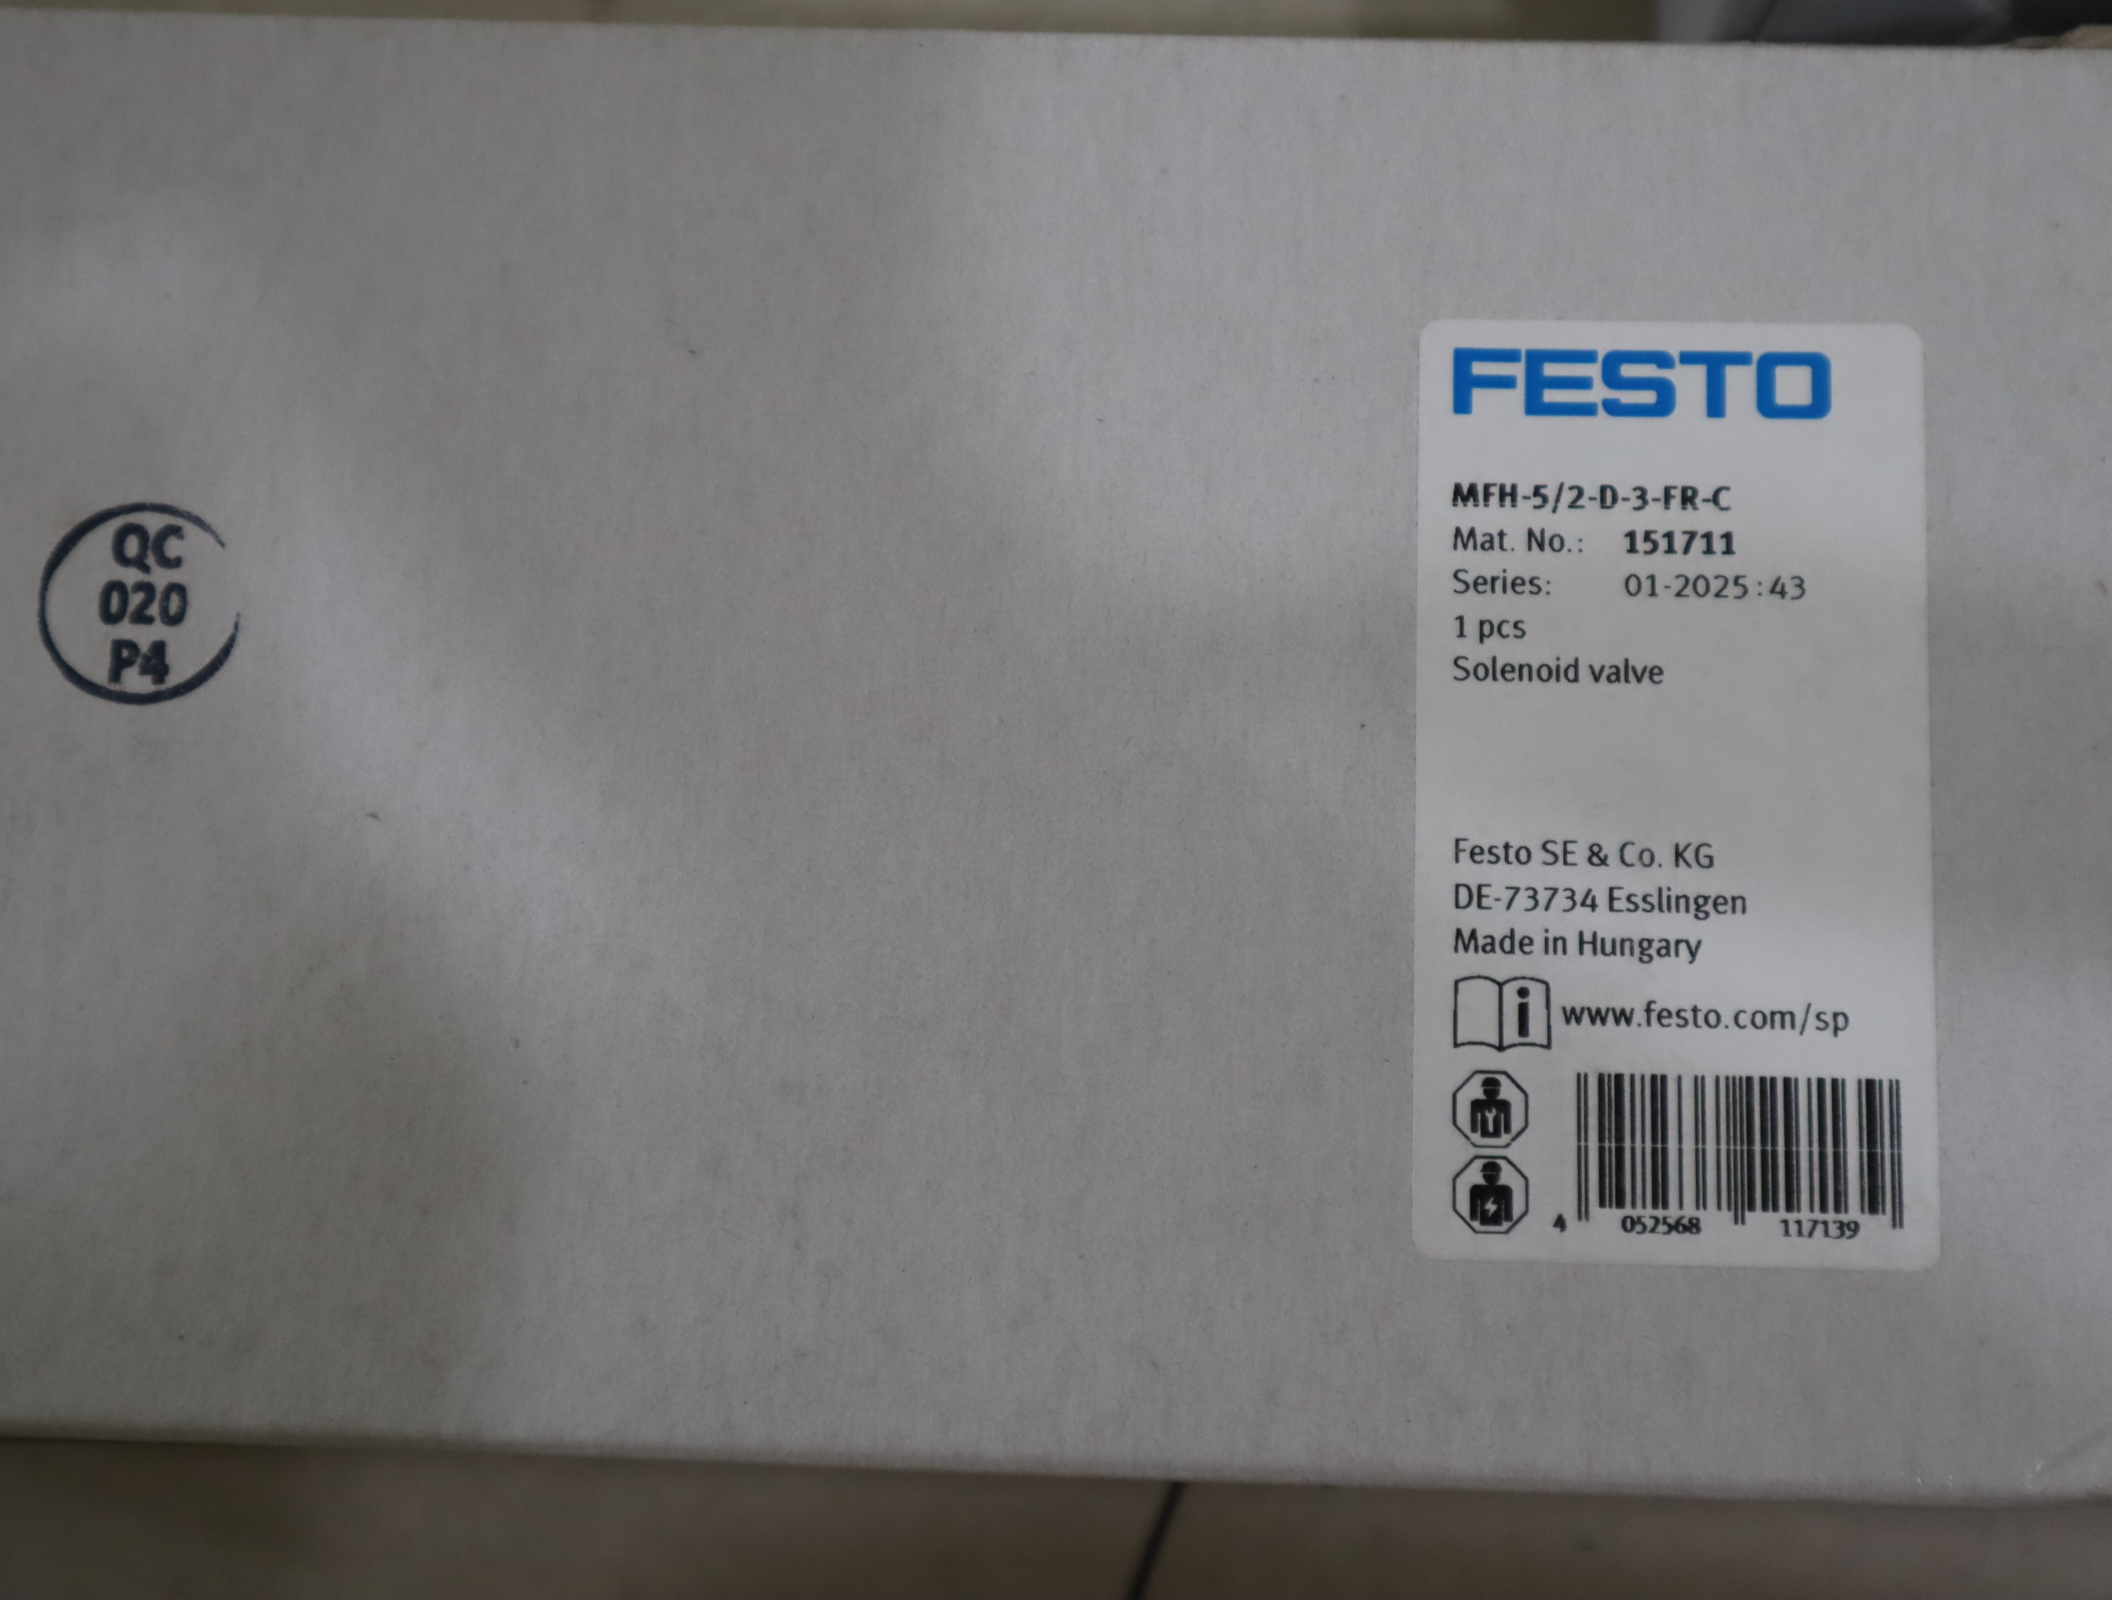 QC
020
P4
FESTO
MFH-5/2-D-3-FR-C
Mat. No.: 151711
Series: 01-2025:43
1 pcs
Solenoid valve
Festo SE & Co. KG
DE-73734 Esslingen
Made in Hungary
i www.festo.com/sp
4 052568 117139